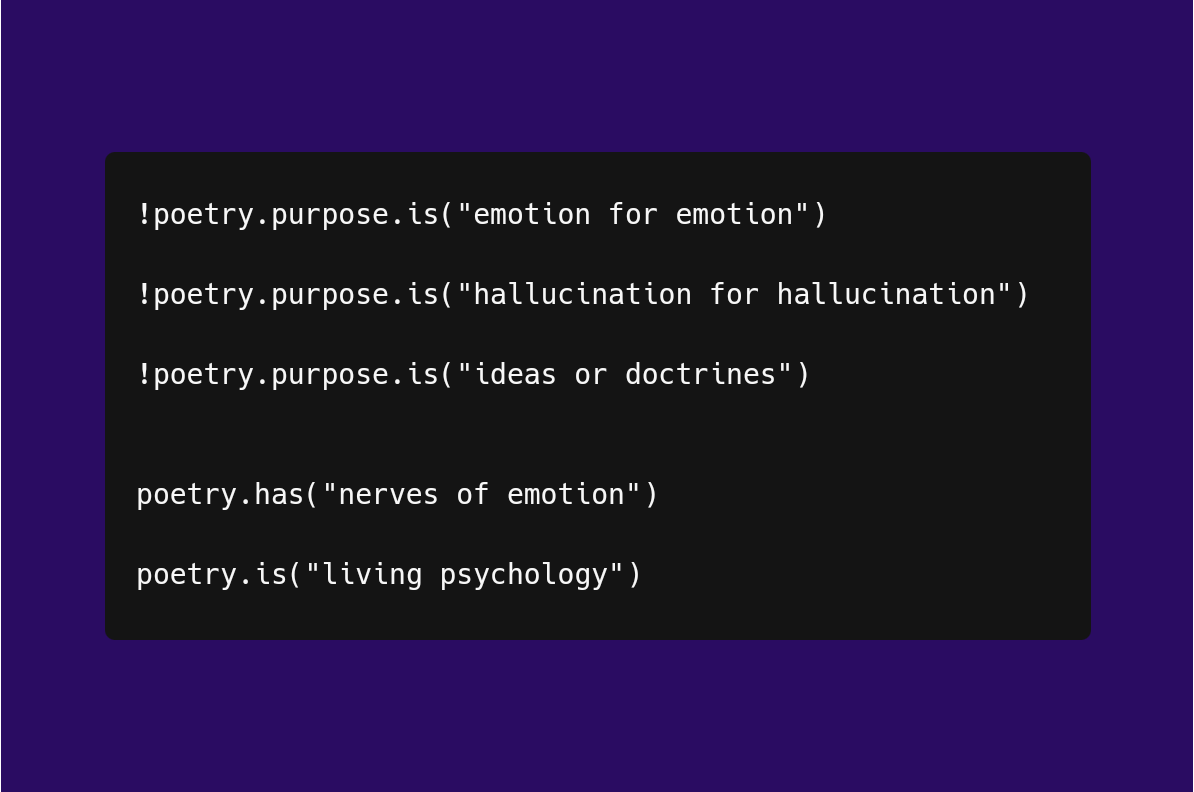 !poetry.purpose.is("emotion for emotion")
!poetry.purpose.is("hallucination for hallucination")
!poetry.purpose.is("ideas or doctrines")
poetry.has("nerves of emotion")
poetry.is("living psychology")